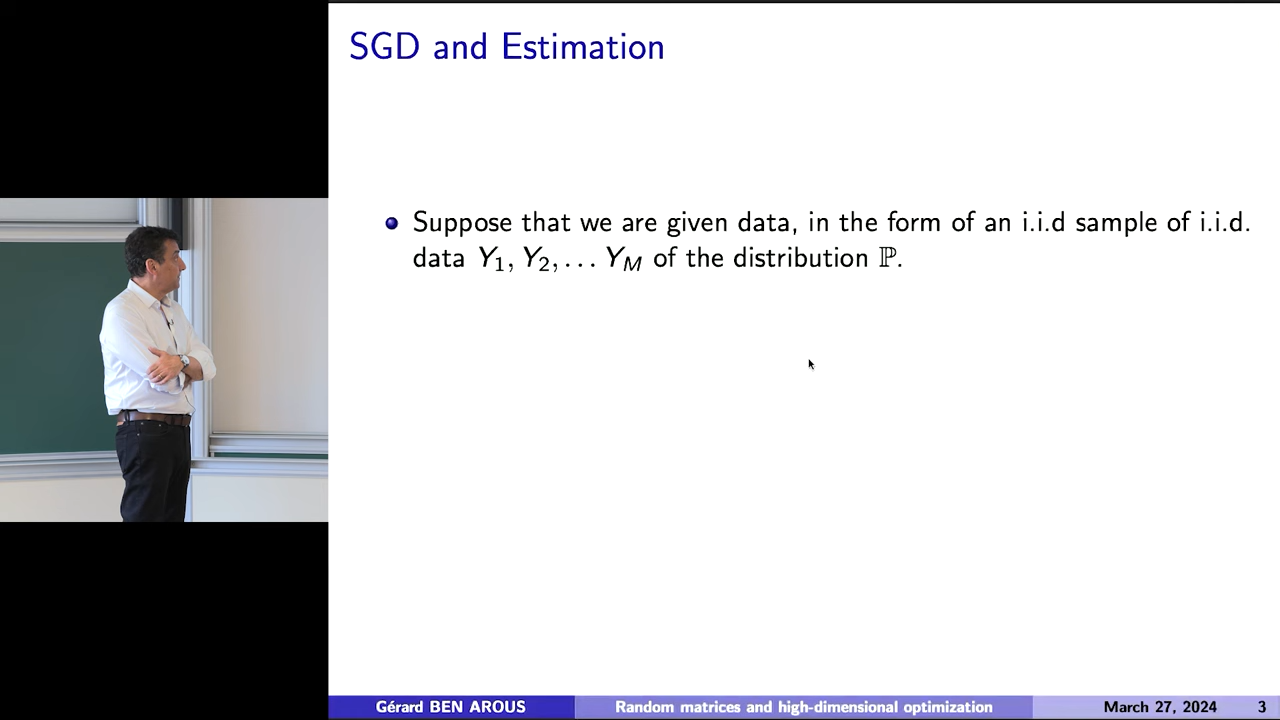 SGD and Estimation
Suppose that we are given data, in the form of an i.i.d sample of i.i.d.
data Y₁, Y₂, … Y_M of the distribution ℙ.
Gérard BEN AROUS
Random matrices and high-dimensional optimization
March 27, 2024
3